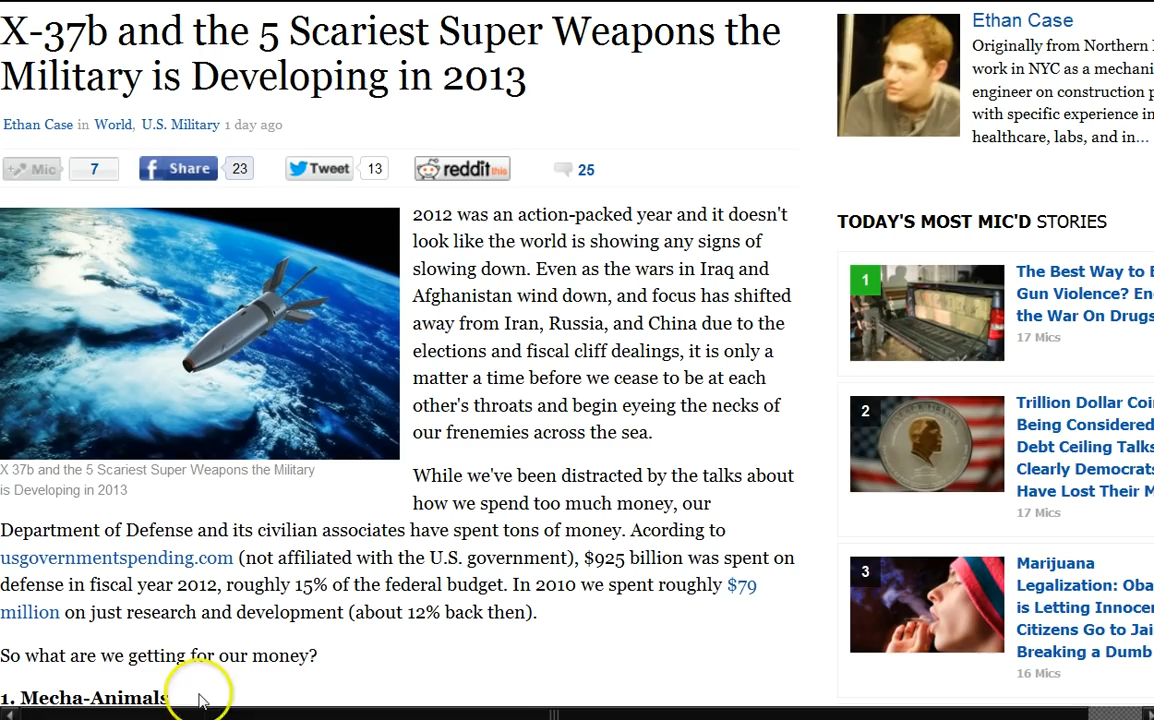 X-37b and the 5 Scariest Super Weapons the
Military is Developing in 2013
Ethan Case in World, U.S. Military 1 day ago
Mic 7 Share 23 Tweet 13 reddit this 25
2012 was an action-packed year and it doesn't
look like the world is showing any signs of
slowing down. Even as the wars in Iraq and
Afghanistan wind down, and focus has shifted
away from Iran, Russia, and China due to the
elections and fiscal cliff dealings, it is only a
matter a time before we cease to be at each
other's throats and begin eyeing the necks of
our frenemies across the sea.
X 37b and the 5 Scariest Super Weapons the Military
is Developing in 2013
While we've been distracted by the talks about
how we spend too much money, our
Department of Defense and its civilian associates have spent tons of money. Acording to
usgovernmentspending.com (not affiliated with the U.S. government), $925 billion was spent on
defense in fiscal year 2012, roughly 15% of the federal budget. In 2010 we spent roughly $79
million on just research and development (about 12% back then).
So what are we getting for our money?
1. Mecha-Animals
Ethan Case
Originally from Northern
work in NYC as a mechani
engineer on construction p
with specific experience in
healthcare, labs, and in...
TODAY'S MOST MIC'D STORIES
1
The Best Way to E
Gun Violence? En
the War On Drugs
17 Mics
2
Trillion Dollar Coi
Being Considered
Debt Ceiling Talks
Clearly Democrats
Have Lost Their M
17 Mics
3
Marijuana
Legalization: Oba
is Letting Innocen
Citizens Go to Jai
Breaking a Dumb
16 Mics